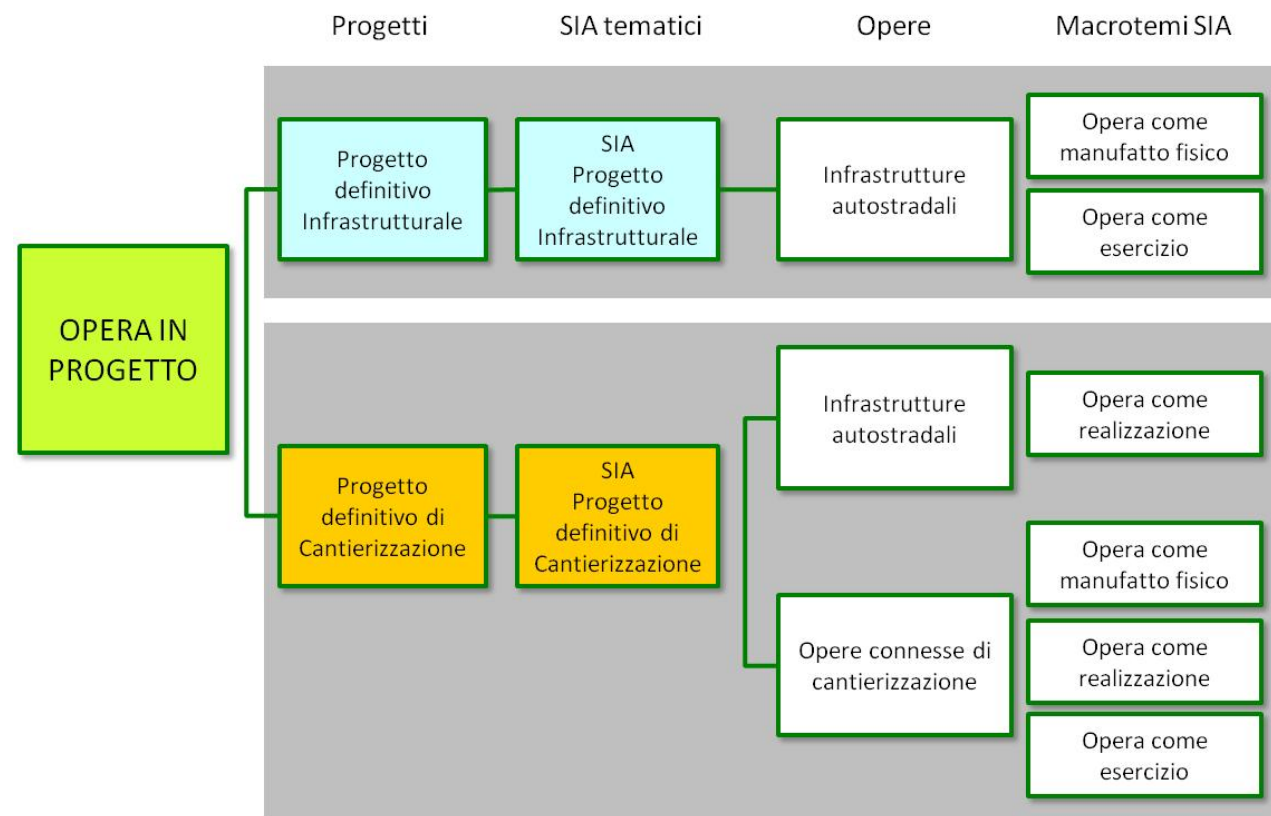 Progetti
SIA tematici
Opere
Macrotemi SIA
OPERA IN
PROGETTO
Progetto
definitivo
Infrastrutturale
SIA
Progetto
definitivo
Infrastrutturale
Infrastrutture
autostradali
Opera come
manufatto fisico
Opera come
esercizio
Progetto
definitivo di
Cantierizzazione
SIA
Progetto
definitivo di
Cantierizzazione
Infrastrutture
autostradali
Opera come
realizzazione
Opere connesse di
cantierizzazione
Opera come
manufatto fisico
Opera come
realizzazione
Opera come
esercizio